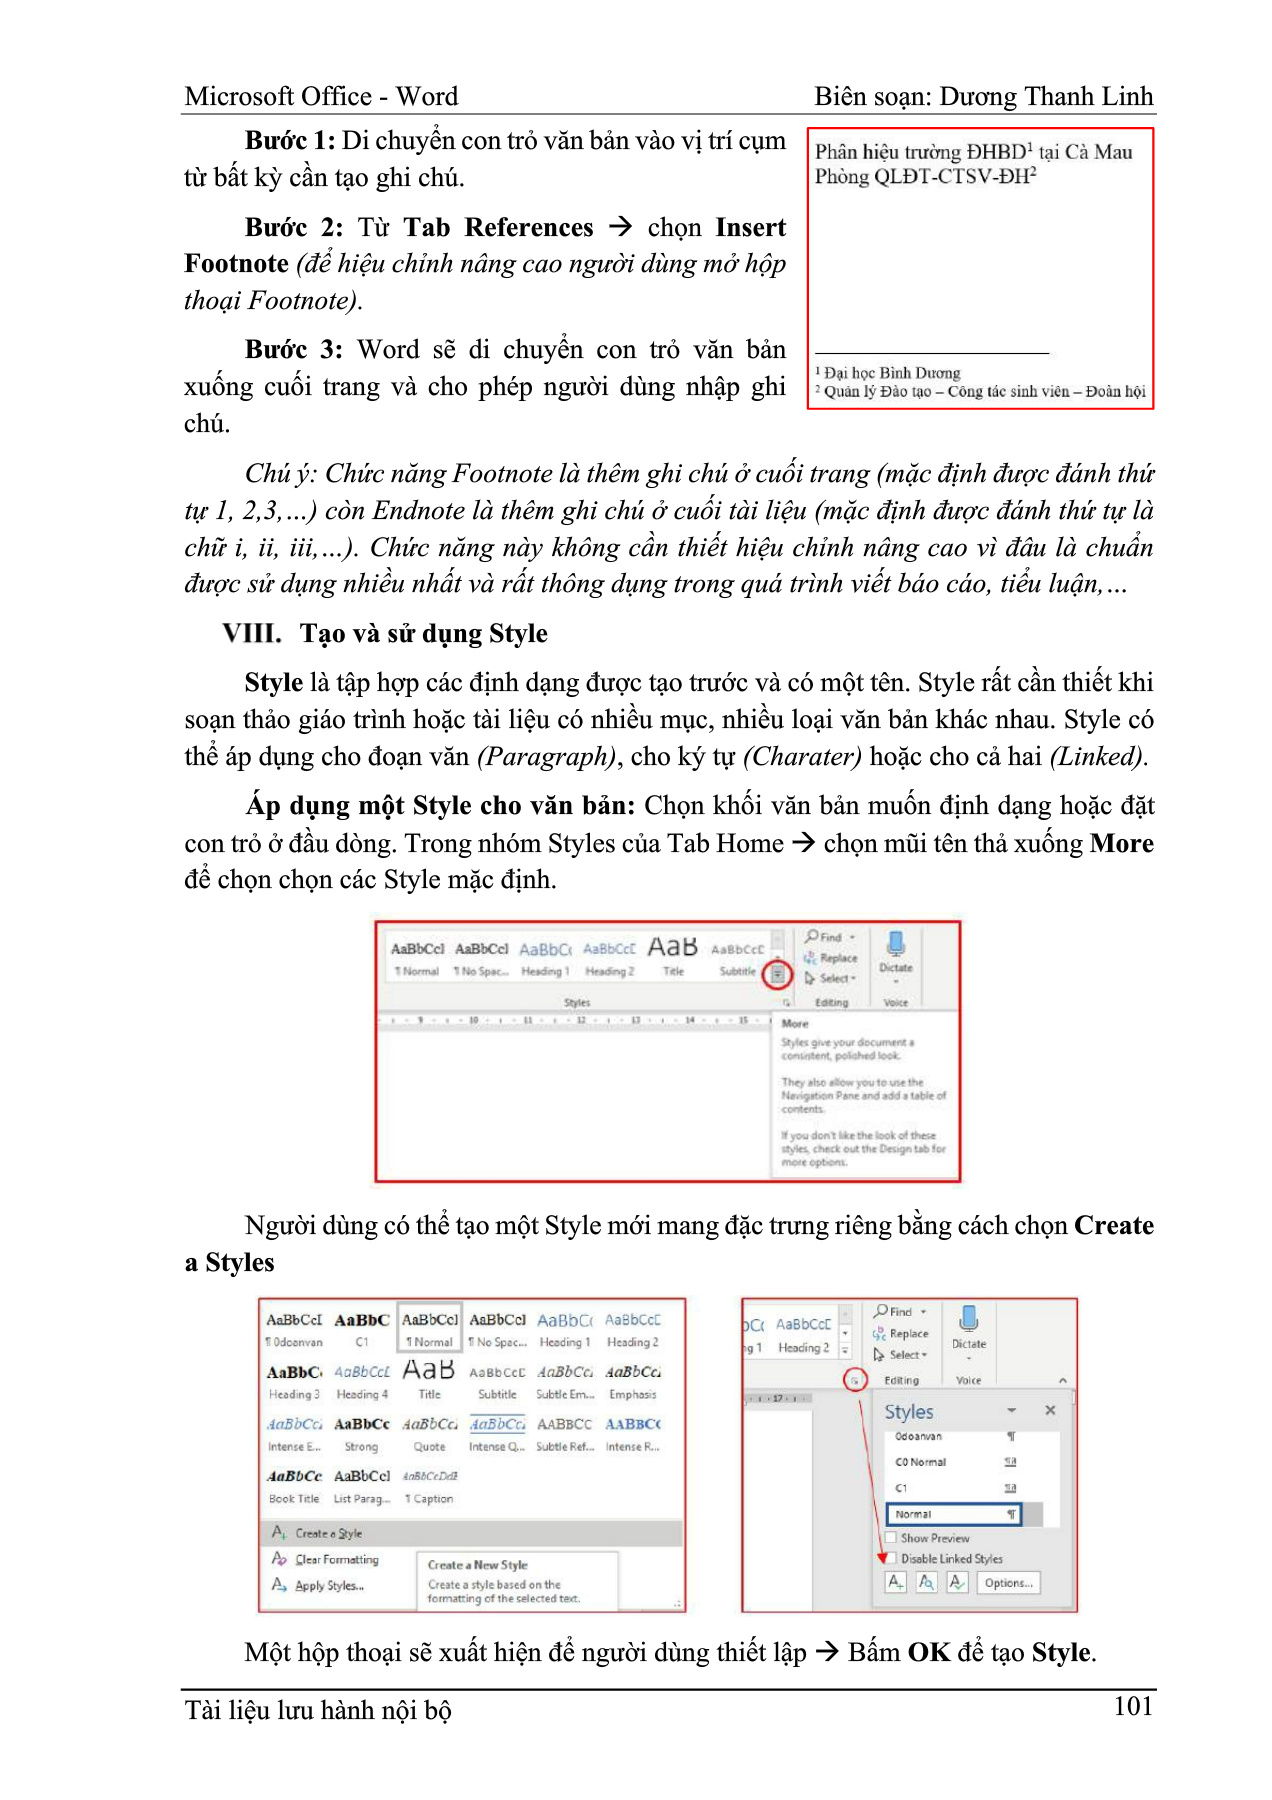 Microsoft Office - Word
Biên soạn: Dương Thanh Linh
Bước 1: Di chuyển con trỏ văn bản vào vị trí cụm
từ bất kỳ cần tạo ghi chú.
Bước 2: Từ Tab References → chọn Insert
Footnote (để hiệu chỉnh nâng cao người dùng mở hộp
thoại Footnote).
Bước 3: Word sẽ di chuyển con trỏ văn bản
xuống cuối trang và cho phép người dùng nhập ghi
chú.
Phân hiệu trường ĐHBD¹ tại Cà Mau
Phòng QLĐT-CTSV-ĐH²
¹ Đại học Bình Dương
² Quản lý Đào tạo – Công tác sinh viên – Đoàn hội
Chú ý: Chức năng Footnote là thêm ghi chú ở cuối trang (mặc định được đánh thứ
tự 1, 2,3,…) còn Endnote là thêm ghi chú ở cuối tài liệu (mặc định được đánh thứ tự là
chữ i, ii, iii,…). Chức năng này không cần thiết hiệu chỉnh nâng cao vì đâu là chuẩn
được sử dụng nhiều nhất và rất thông dụng trong quá trình viết báo cáo, tiểu luận,…
VIII. Tạo và sử dụng Style
Style là tập hợp các định dạng được tạo trước và có một tên. Style rất cần thiết khi
soạn thảo giáo trình hoặc tài liệu có nhiều mục, nhiều loại văn bản khác nhau. Style có
thể áp dụng cho đoạn văn (Paragraph), cho ký tự (Charater) hoặc cho cả hai (Linked).
Áp dụng một Style cho văn bản: Chọn khối văn bản muốn định dạng hoặc đặt
con trỏ ở đầu dòng. Trong nhóm Styles của Tab Home → chọn mũi tên thả xuống More
để chọn chọn các Style mặc định.
AaBbCcI AaBbCcI AaBbC( AaBbCcE AaB AaBbCcE
¶ Normal ¶ No Spac... Heading 1 Heading 2 Title Subtitle
Styles
Find
Replace
Select
Editing
Dictate
Voice
9 10 11 12 13 14 15
More
Styles give your document a
consistent, polished look.
They also allow you to use the
Navigation Pane and add a table of
contents.
If you don't like the look of these
styles, check out the Design tab for
more options.
Người dùng có thể tạo một Style mới mang đặc trưng riêng bằng cách chọn Create
a Styles
AaBbCcI AaBbC AaBbCcI AaBbCcI AaBbC( AaBbCcE
¶ 0doanvan C1 ¶ Normal ¶ No Spac... Heading 1 Heading 2
AaBbC AaBbCcI AaB AaBbCcE AaBbCc. AaBbCc.
Heading 3 Heading 4 Title Subtitle Subtle Em... Emphasis
AaBbCc. AaBbCc AaBbCc. AaBbCc. AABBCC AABBC(
Intense E... Strong Quote Intense Q... Subtle Ref... Intense R...
AaBbCc. AaBbCcI AaBbCcDdE
Book Title List Parag... ¶ Caption
Create a Style
Clear Formatting
Apply Styles...
Create a New Style
Create a style based on the
formatting of the selected text.
AaBbCcE
Heading 2
Find
Replace
Select
Editing
Dictate
Voice
17
Styles
0doanvan ¶
C0 Normal ¶a
C1 ¶a
Normal ¶
Show Preview
Disable Linked Styles
Options...
Một hộp thoại sẽ xuất hiện để người dùng thiết lập → Bấm OK để tạo Style.
Tài liệu lưu hành nội bộ
101